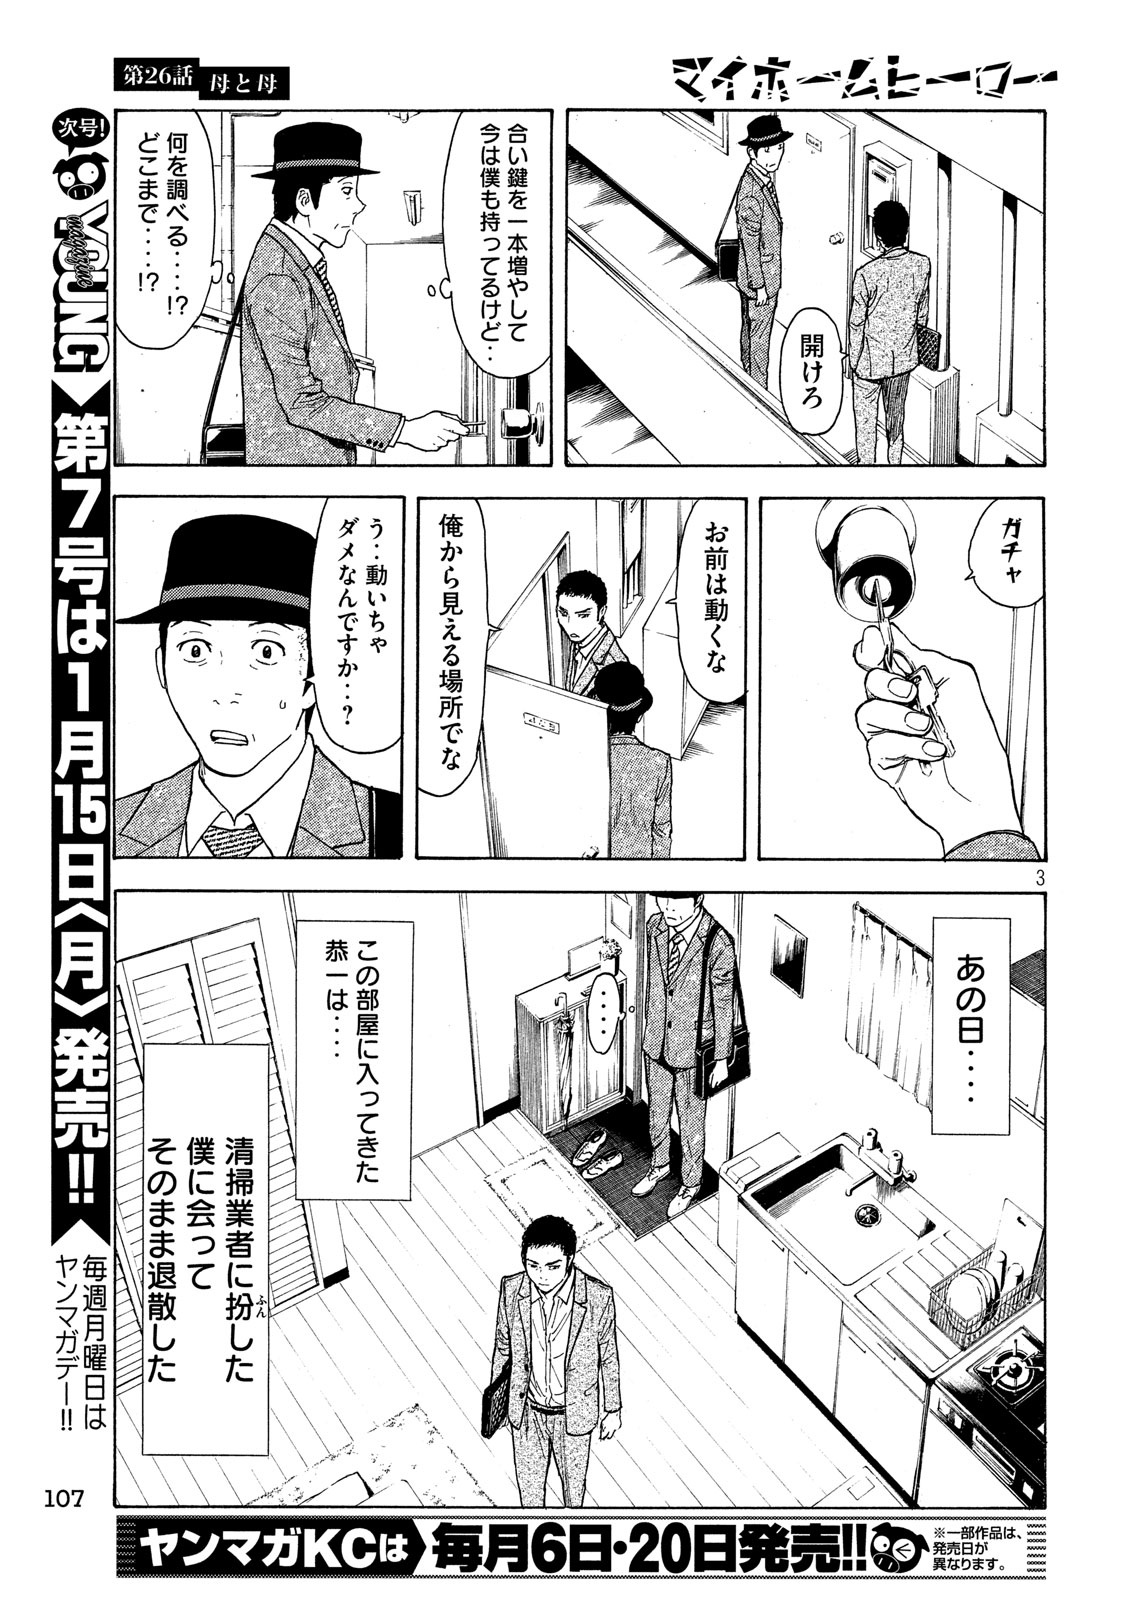 マイホームヒーロー
第26話
母と母
開けろ
合い鍵を一本増やして
今は僕も持ってるけど‥
何を調べる‥‥!?
どこまで‥‥!?
ガチャ
お前は動くな
俺から見える場所でな
う‥動いちゃ
ダメなんですか‥?
3
あの日‥‥
‥‥
この部屋に入ってきた
恭一は‥‥
清掃業者に扮した
ふん
僕に会って
そのまま退散した
次号!
YOUNG
magazine
第7号は1月15日〈月〉発売!!
毎週月曜日は
ヤンマガデー!!
107
ヤンマガKCは
毎月6日・20日発売!!
※一部作品は、
発売日が
異なります。